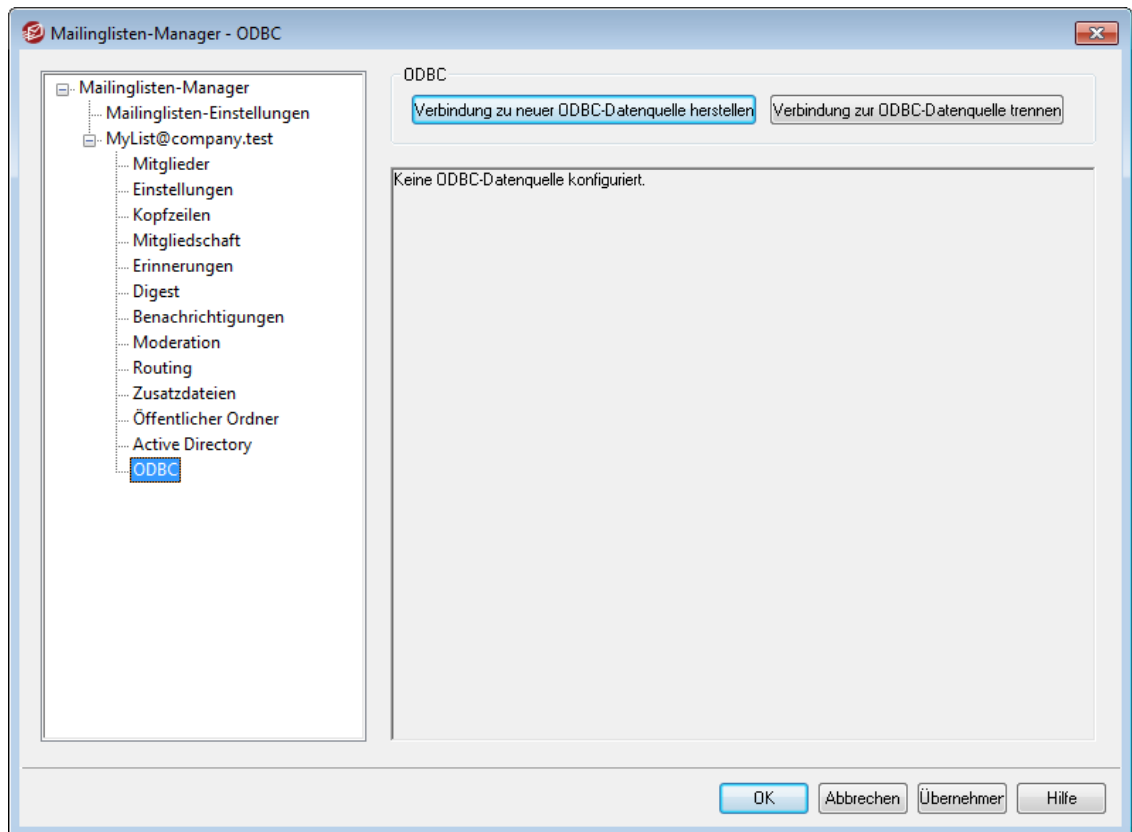 Mailinglisten-Manager - ODBC
Mailinglisten-Manager
Mailinglisten-Einstellungen
MyList@company.test
Mitglieder
Einstellungen
Kopfzeilen
Mitgliedschaft
Erinnerungen
Digest
Benachrichtigungen
Moderation
Routing
Zusatzdateien
Öffentlicher Ordner
Active Directory
ODBC
ODBC
Verbindung zu neuer ODBC-Datenquelle herstellen
Verbindung zur ODBC-Datenquelle trennen
Keine ODBC-Datenquelle konfiguriert.
OK
Abbrechen
Übernehmer
Hilfe